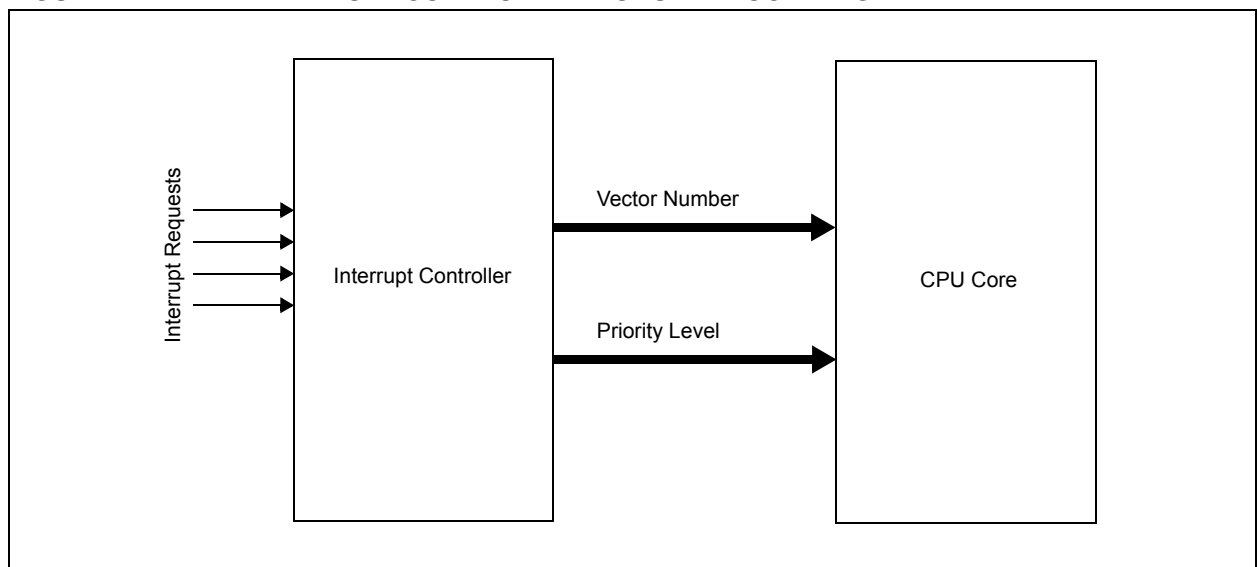 Interrupt Requests
Interrupt Controller
Vector Number
Priority Level
CPU Core